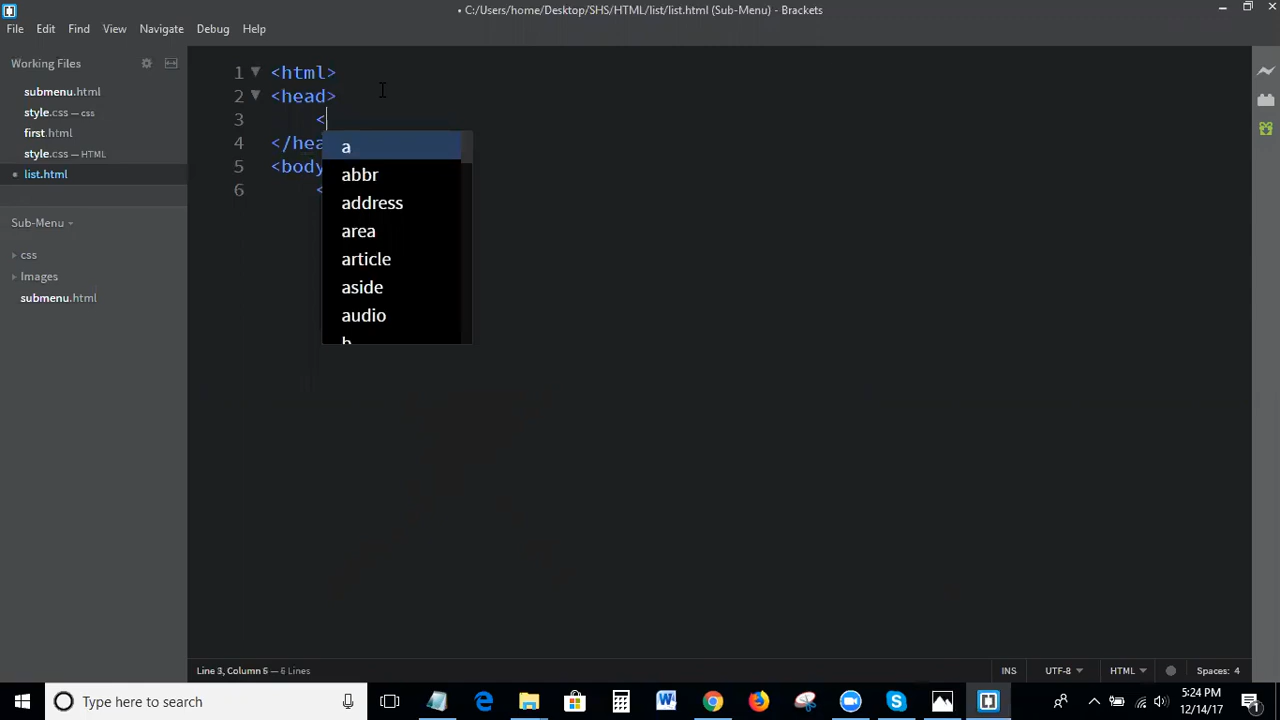 • C:/Users/home/Desktop/SHS/HTML/list/list.html (Sub-Menu) - Brackets
File Edit Find View Navigate Debug Help
Working Files
submenu.html
style.css — css
first.html
style.css — HTML
• list.html
Sub-Menu
css
Images
submenu.html
1 <html>
2 <head>
3 <
4 </hea
5 <body
6 <
a
abbr
address
area
article
aside
audio
b
Line 3, Column 5 — 6 Lines
INS UTF-8 HTML Spaces: 4
Type here to search
5:24 PM
12/14/17
1